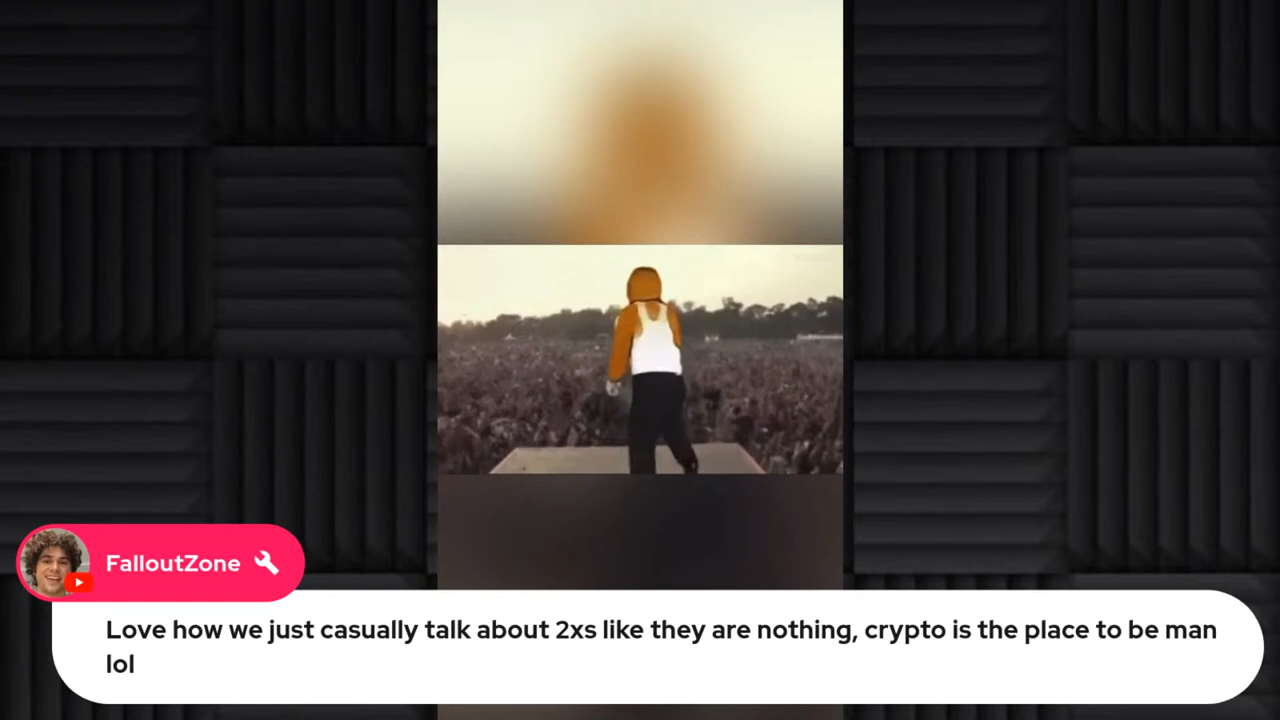 FalloutZone
Love how we just casually talk about 2xs like they are nothing, crypto is the place to be man
lol